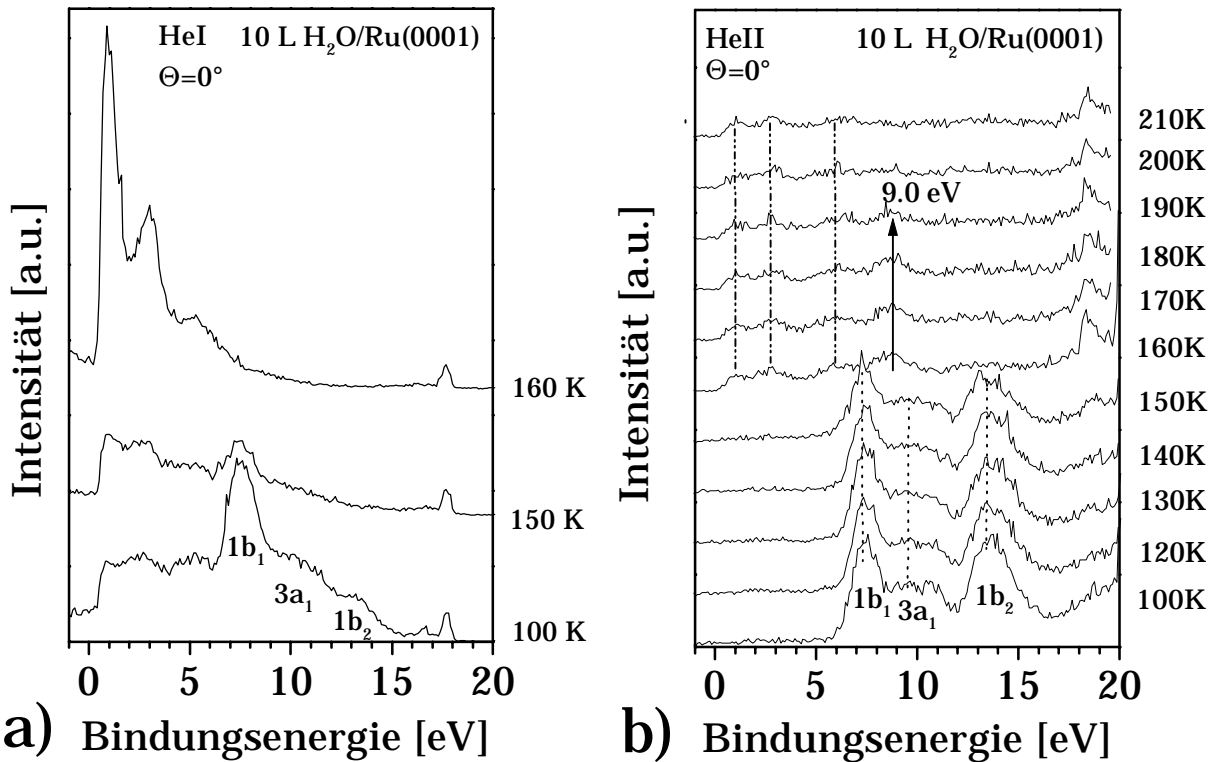 HeI 10 L H₂O/Ru(0001)
Θ=0°
Intensität [a.u.]
160 K
150 K
100 K
1b₁
3a₁
1b₂
0 5 10 15 20
a) Bindungsenergie [eV]
HeII 10 L H₂O/Ru(0001)
Θ=0°
Intensität [a.u.]
210K
200K
9.0 eV
190K
180K
170K
160K
150K
140K
130K
120K
100K
1b₁ 3a₁ 1b₂
0 5 10 15 20
b) Bindungsenergie [eV]